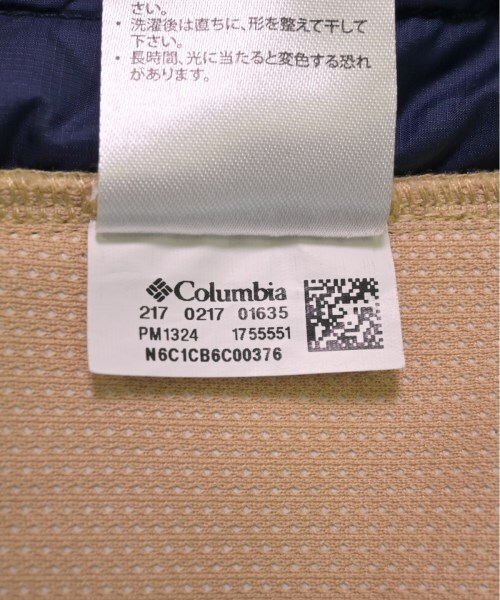 さい。
・洗濯後は直ちに、形を整えて干して
下さい。
・長時間、光に当たると変色する恐れ
があります。
Columbia
217 0217 01635
PM1324 1755551
N6C1CB6C00376